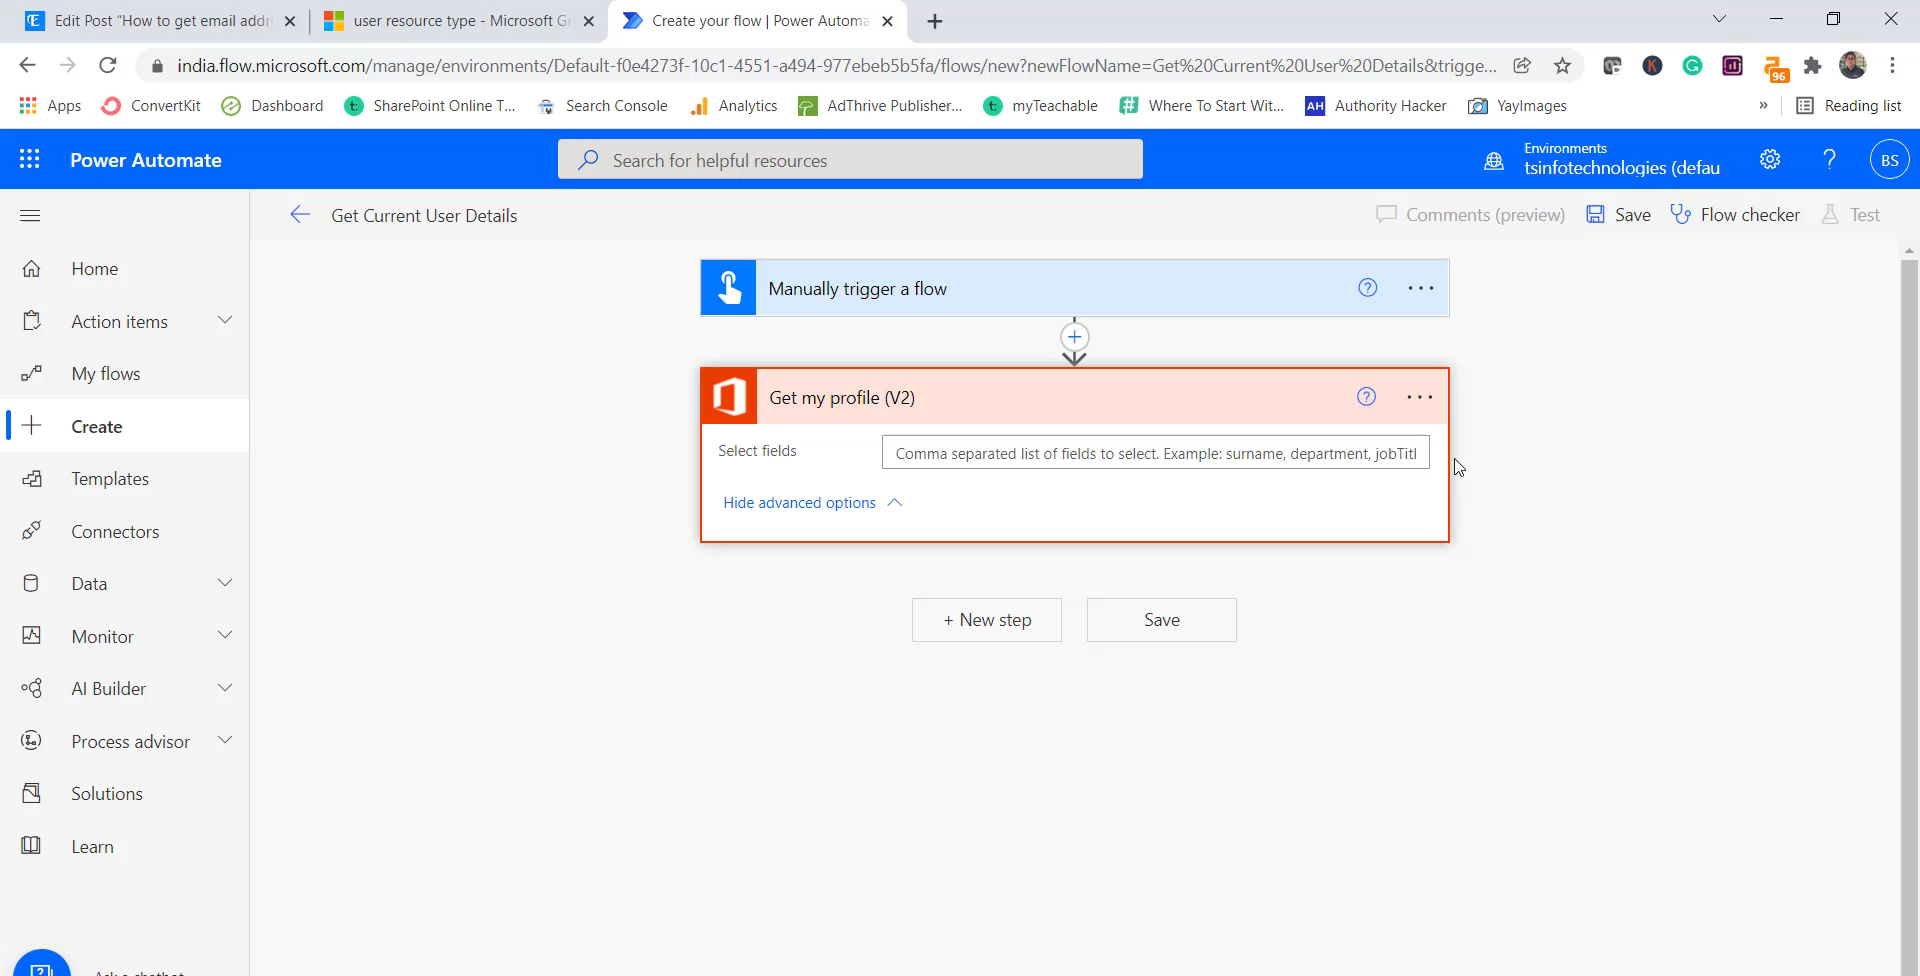 Edit Post "How to get email addr
user resource type - Microsoft G
Create your flow | Power Automa
india.flow.microsoft.com/manage/environments/Default-f0e4273f-10c1-4551-a494-977ebeb5b5fa/flows/new?newFlowName=Get%20Current%20User%20Details&trigge...
96
Apps
ConvertKit
Dashboard
SharePoint Online T...
Search Console
Analytics
AdThrive Publisher...
myTeachable
Where To Start Wit...
AH
Authority Hacker
YayImages
»
Reading list
Power Automate
Search for helpful resources
Environments
tsinfotechnologies (defau
?
BS
Get Current User Details
Comments (preview)
Save
Flow checker
Test
Home
Action items
My flows
Create
Templates
Connectors
Data
Monitor
AI Builder
Process advisor
Solutions
Learn
Manually trigger a flow
Get my profile (V2)
Select fields
Comma separated list of fields to select. Example: surname, department, jobTitl
Hide advanced options
+ New step
Save